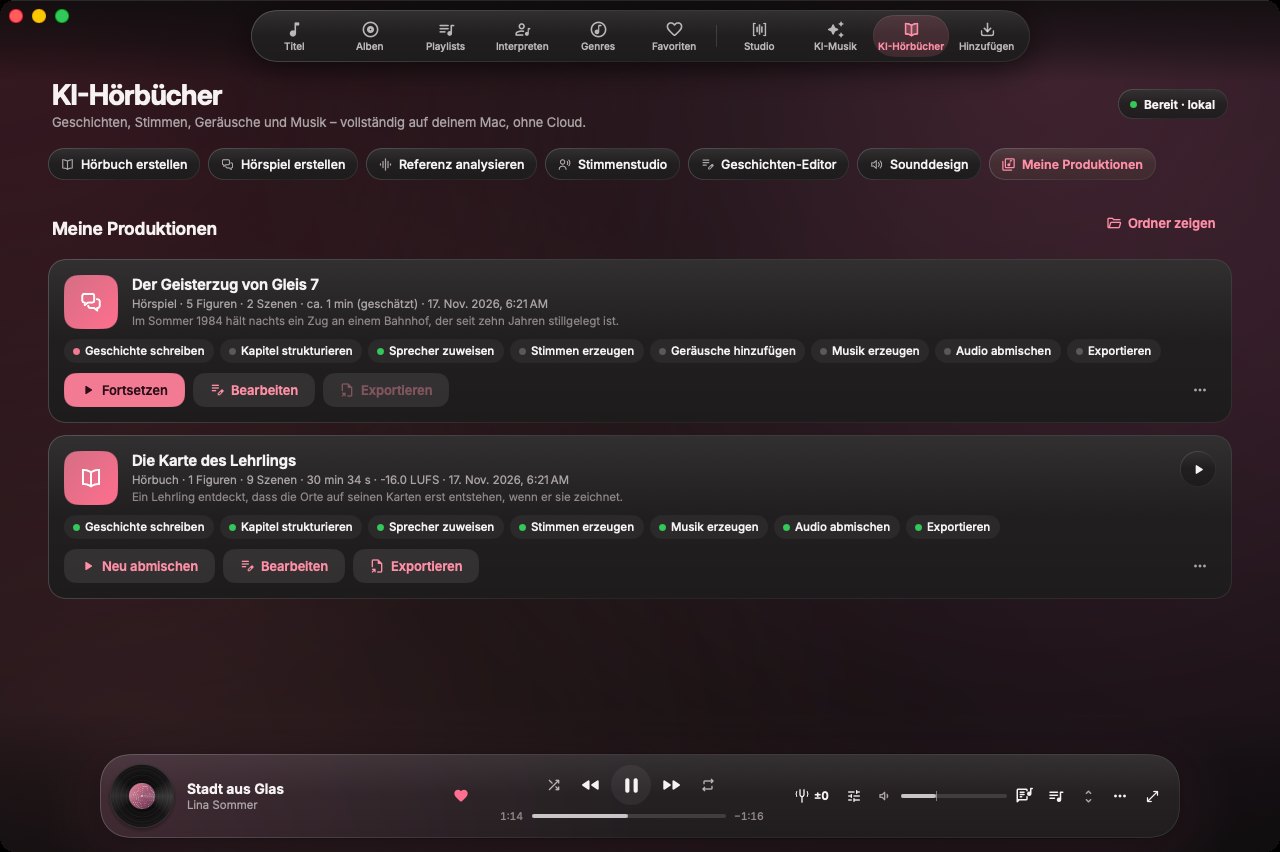 Titel
Alben
Playlists
Interpreten
Genres
Favoriten
Studio
KI-Musik
KI-Hörbücher
Hinzufügen
KI-Hörbücher
Geschichten, Stimmen, Geräusche und Musik – vollständig auf deinem Mac, ohne Cloud.
Bereit · lokal
Hörbuch erstellen
Hörspiel erstellen
Referenz analysieren
Stimmenstudio
Geschichten-Editor
Sounddesign
Meine Produktionen
Meine Produktionen
Ordner zeigen
Der Geisterzug von Gleis 7
Hörspiel · 5 Figuren · 2 Szenen · ca. 1 min (geschätzt) · 17. Nov. 2026, 6:21 AM
Im Sommer 1984 hält nachts ein Zug an einem Bahnhof, der seit zehn Jahren stillgelegt ist.
Geschichte schreiben
Kapitel strukturieren
Sprecher zuweisen
Stimmen erzeugen
Geräusche hinzufügen
Musik erzeugen
Audio abmischen
Exportieren
Fortsetzen
Bearbeiten
Exportieren
Die Karte des Lehrlings
Hörbuch · 1 Figuren · 9 Szenen · 30 min 34 s · -16.0 LUFS · 17. Nov. 2026, 6:21 AM
Ein Lehrling entdeckt, dass die Orte auf seinen Karten erst entstehen, wenn er sie zeichnet.
Geschichte schreiben
Kapitel strukturieren
Sprecher zuweisen
Stimmen erzeugen
Musik erzeugen
Audio abmischen
Exportieren
Neu abmischen
Bearbeiten
Exportieren
Stadt aus Glas
Lina Sommer
1:14
−1:16
±0